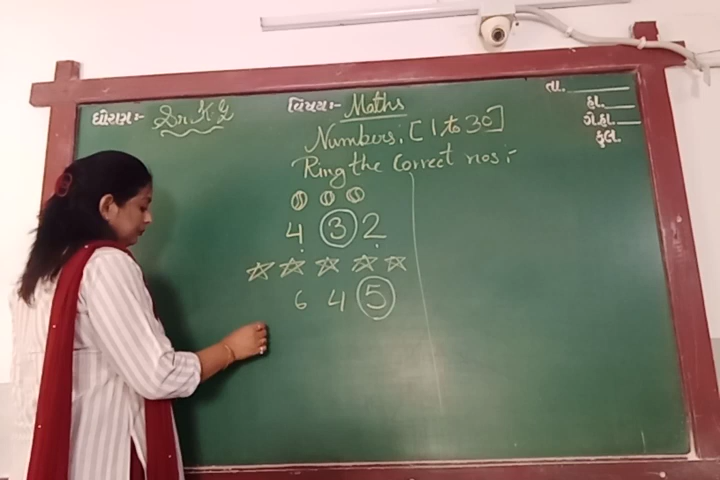 ધોરણ:- Sr. K G વિષય:- Maths
તા.
હા.
ગે.હા.
કુલ.
Numbers: [1 to 30]
Ring the Correct nos:-
4 3 2
6 4 5